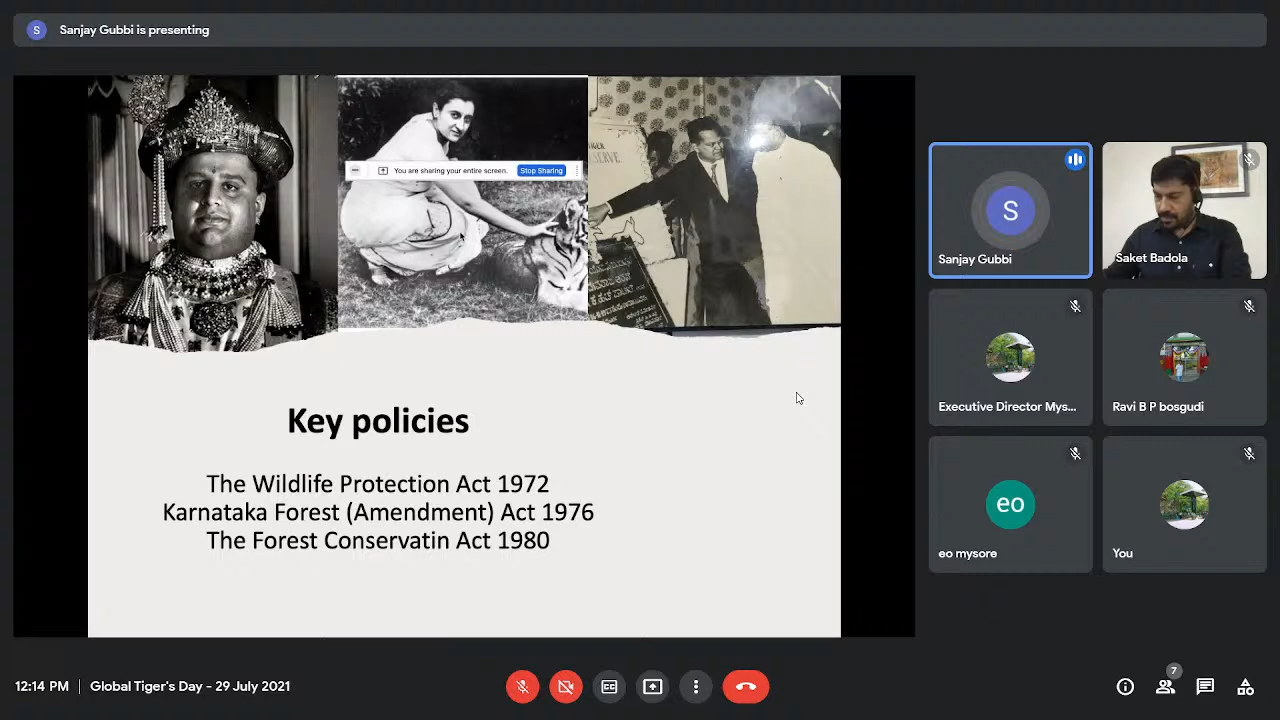 S
Sanjay Gubbi is presenting
You are sharing your entire screen.
Stop Sharing
Key policies
The Wildlife Protection Act 1972
Karnataka Forest (Amendment) Act 1976
The Forest Conservatin Act 1980
S
Sanjay Gubbi
Saket Badola
Executive Director Mys...
Ravi B P bosgudi
eo
eo mysore
You
12:14 PM
Global Tiger's Day - 29 July 2021
CC
7